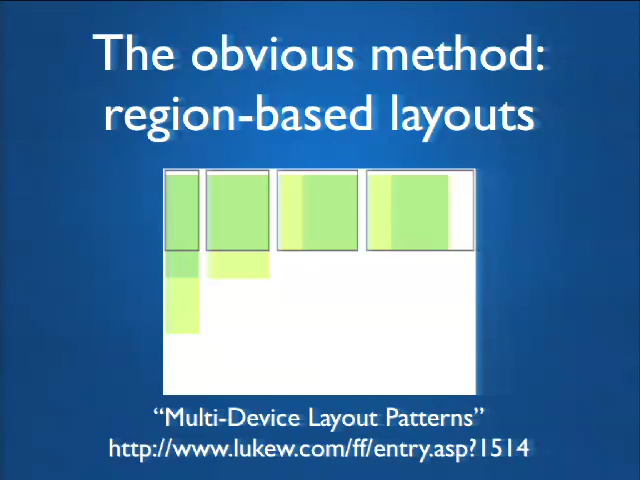 The obvious method:
region-based layouts
“Multi-Device Layout Patterns”
http://www.lukew.com/ff/entry.asp?1514